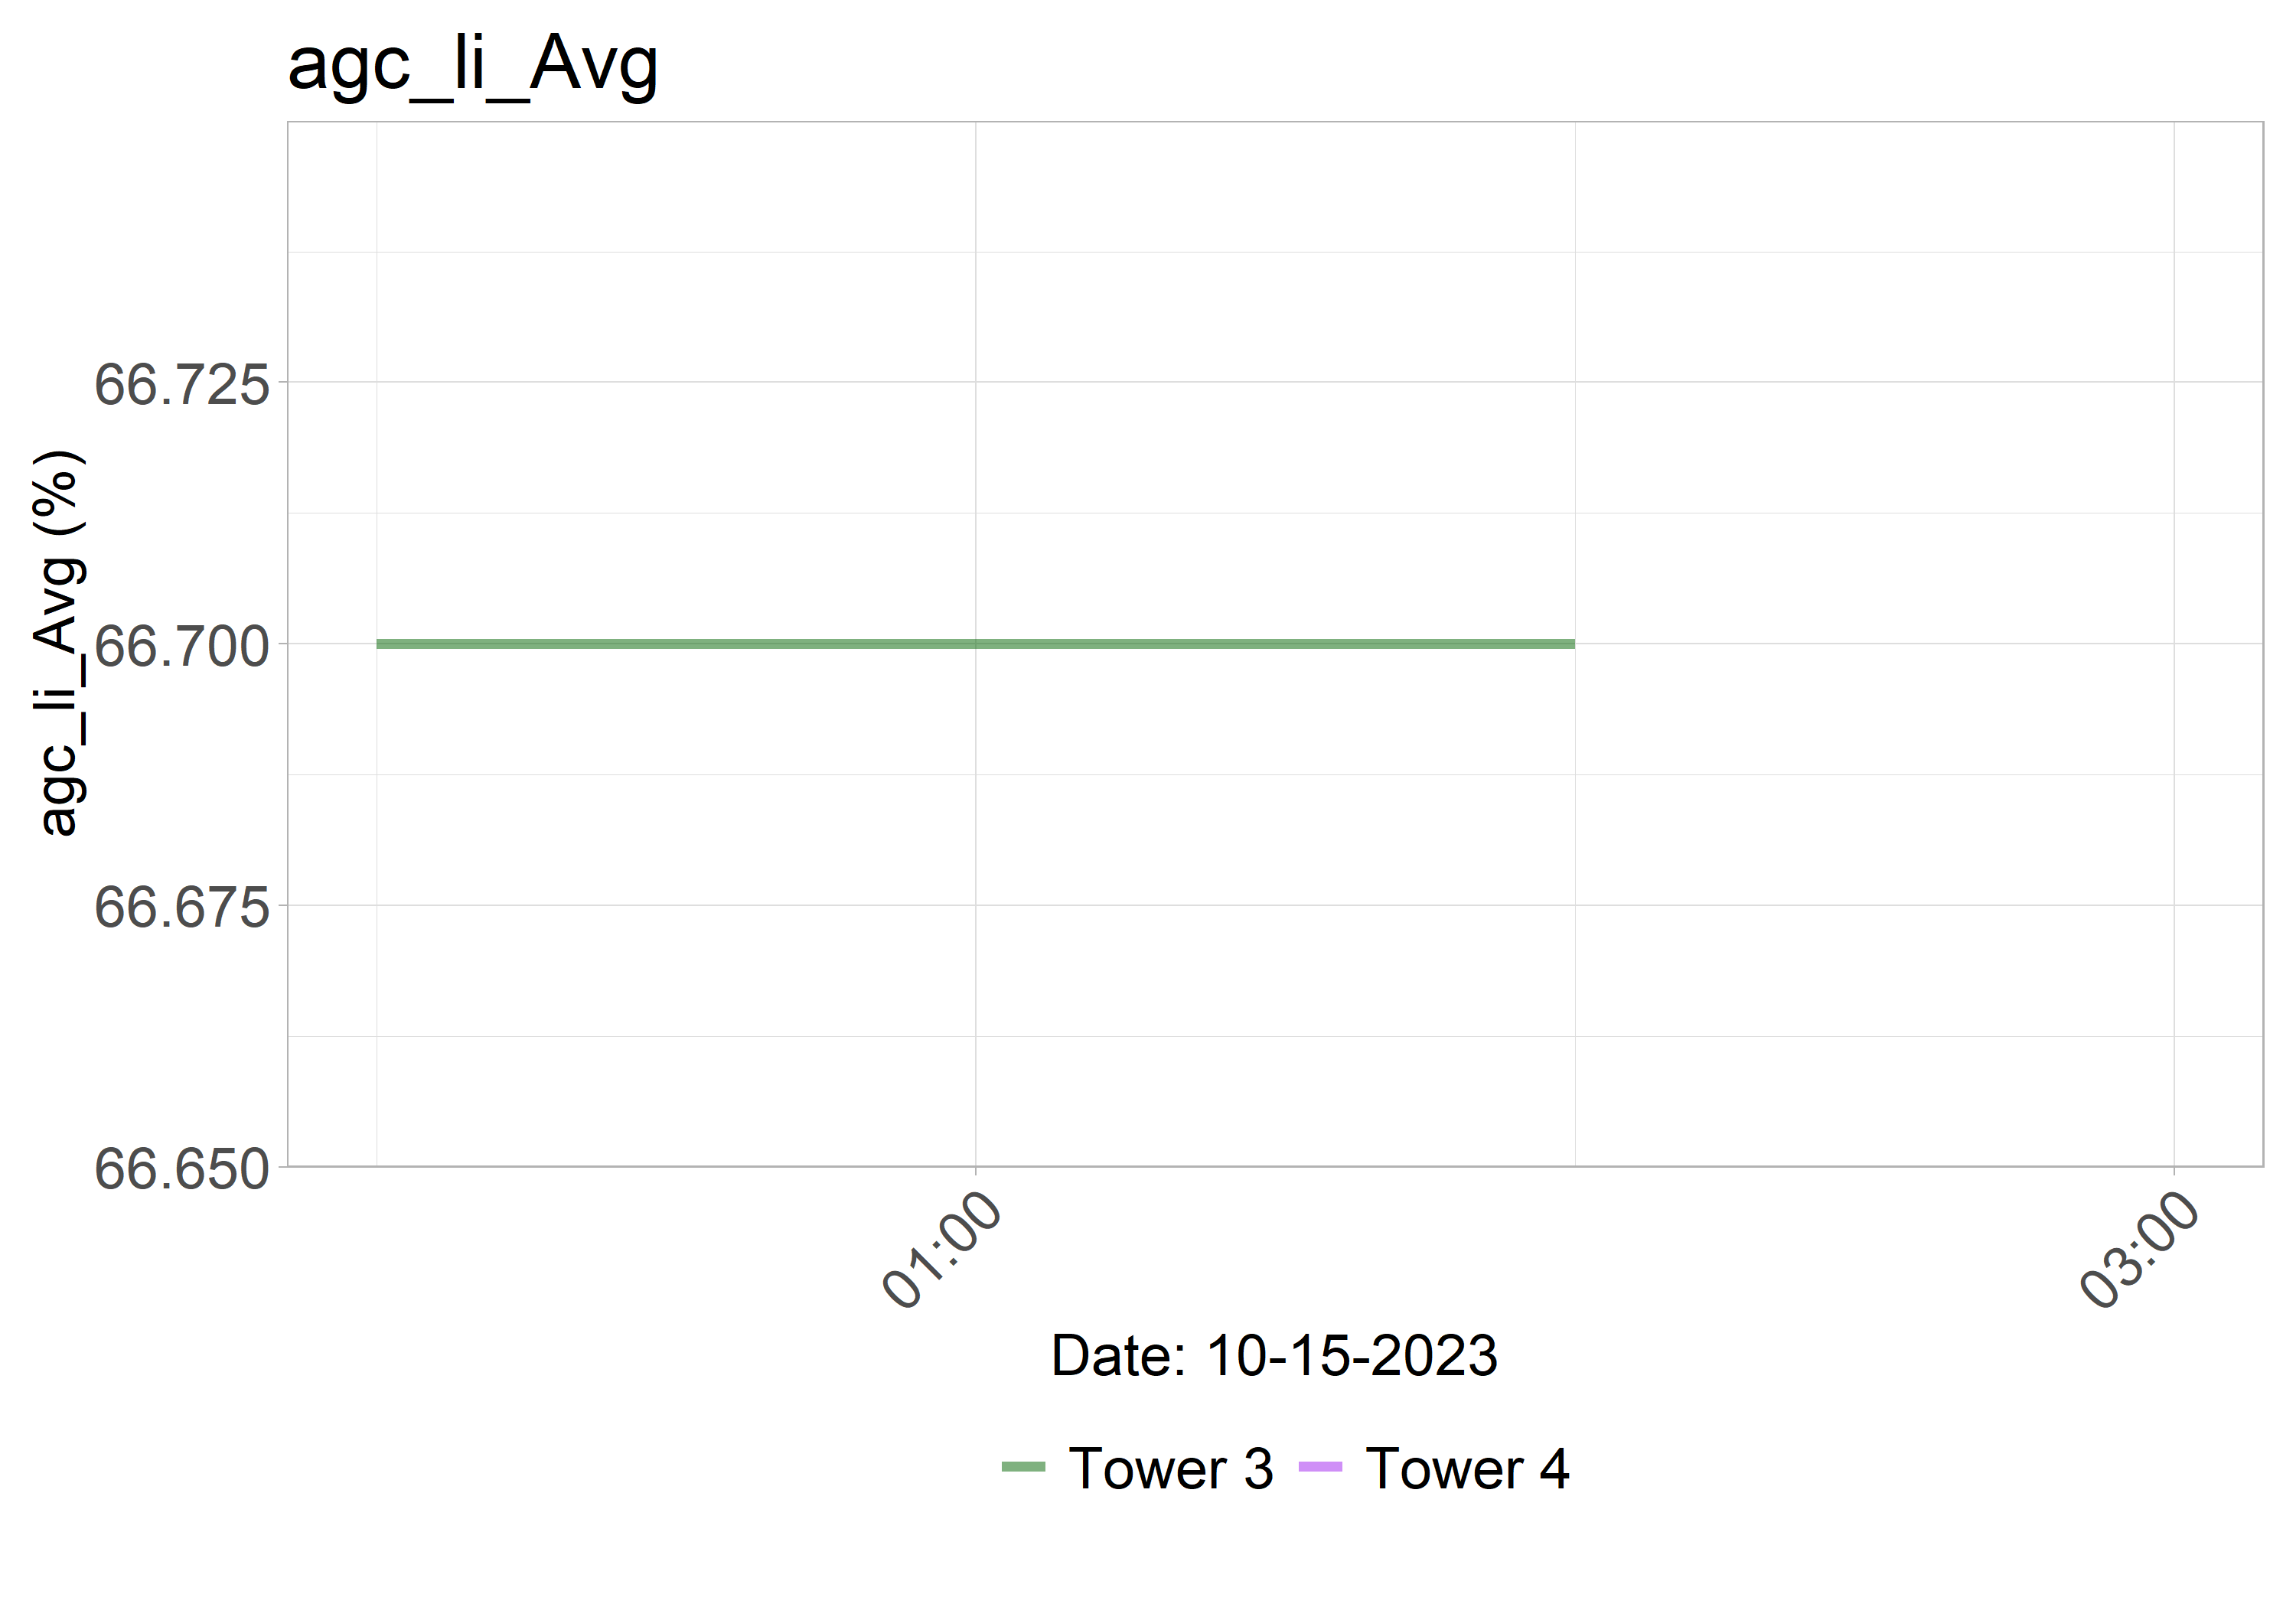 agc_li_Avg
agc_li_Avg (%)
66.725
66.700
66.675
66.650
01:00
03:00
Date: 10-15-2023
Tower 3
Tower 4